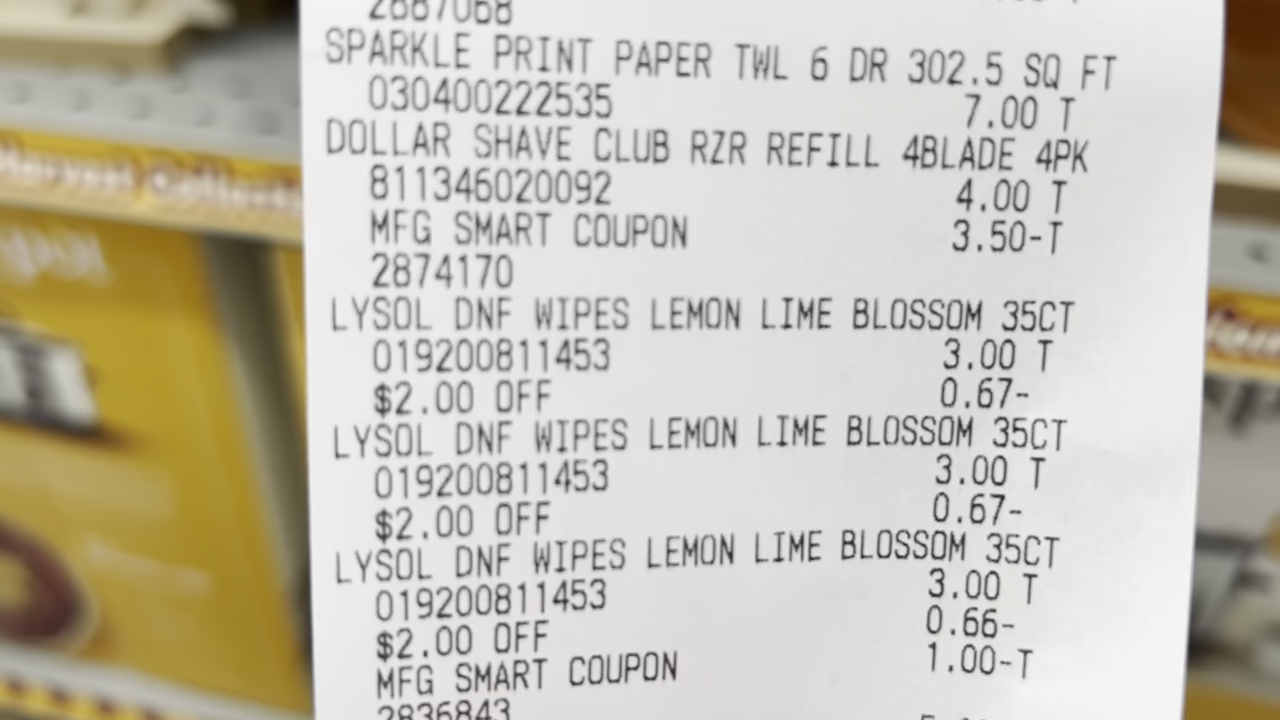 2887068
SPARKLE PRINT PAPER TWL 6 DR 302.5 SQ FT
030400222535 7.00 T
DOLLAR SHAVE CLUB RZR REFILL 4BLADE 4PK
811346020092 4.00 T
MFG SMART COUPON 3.50-T
2874170
LYSOL DNF WIPES LEMON LIME BLOSSOM 35CT
019200811453 3.00 T
$2.00 OFF 0.67-
LYSOL DNF WIPES LEMON LIME BLOSSOM 35CT
019200811453 3.00 T
$2.00 OFF 0.67-
LYSOL DNF WIPES LEMON LIME BLOSSOM 35CT
019200811453 3.00 T
$2.00 OFF 0.66-
MFG SMART COUPON 1.00-T
2836843
Harvest